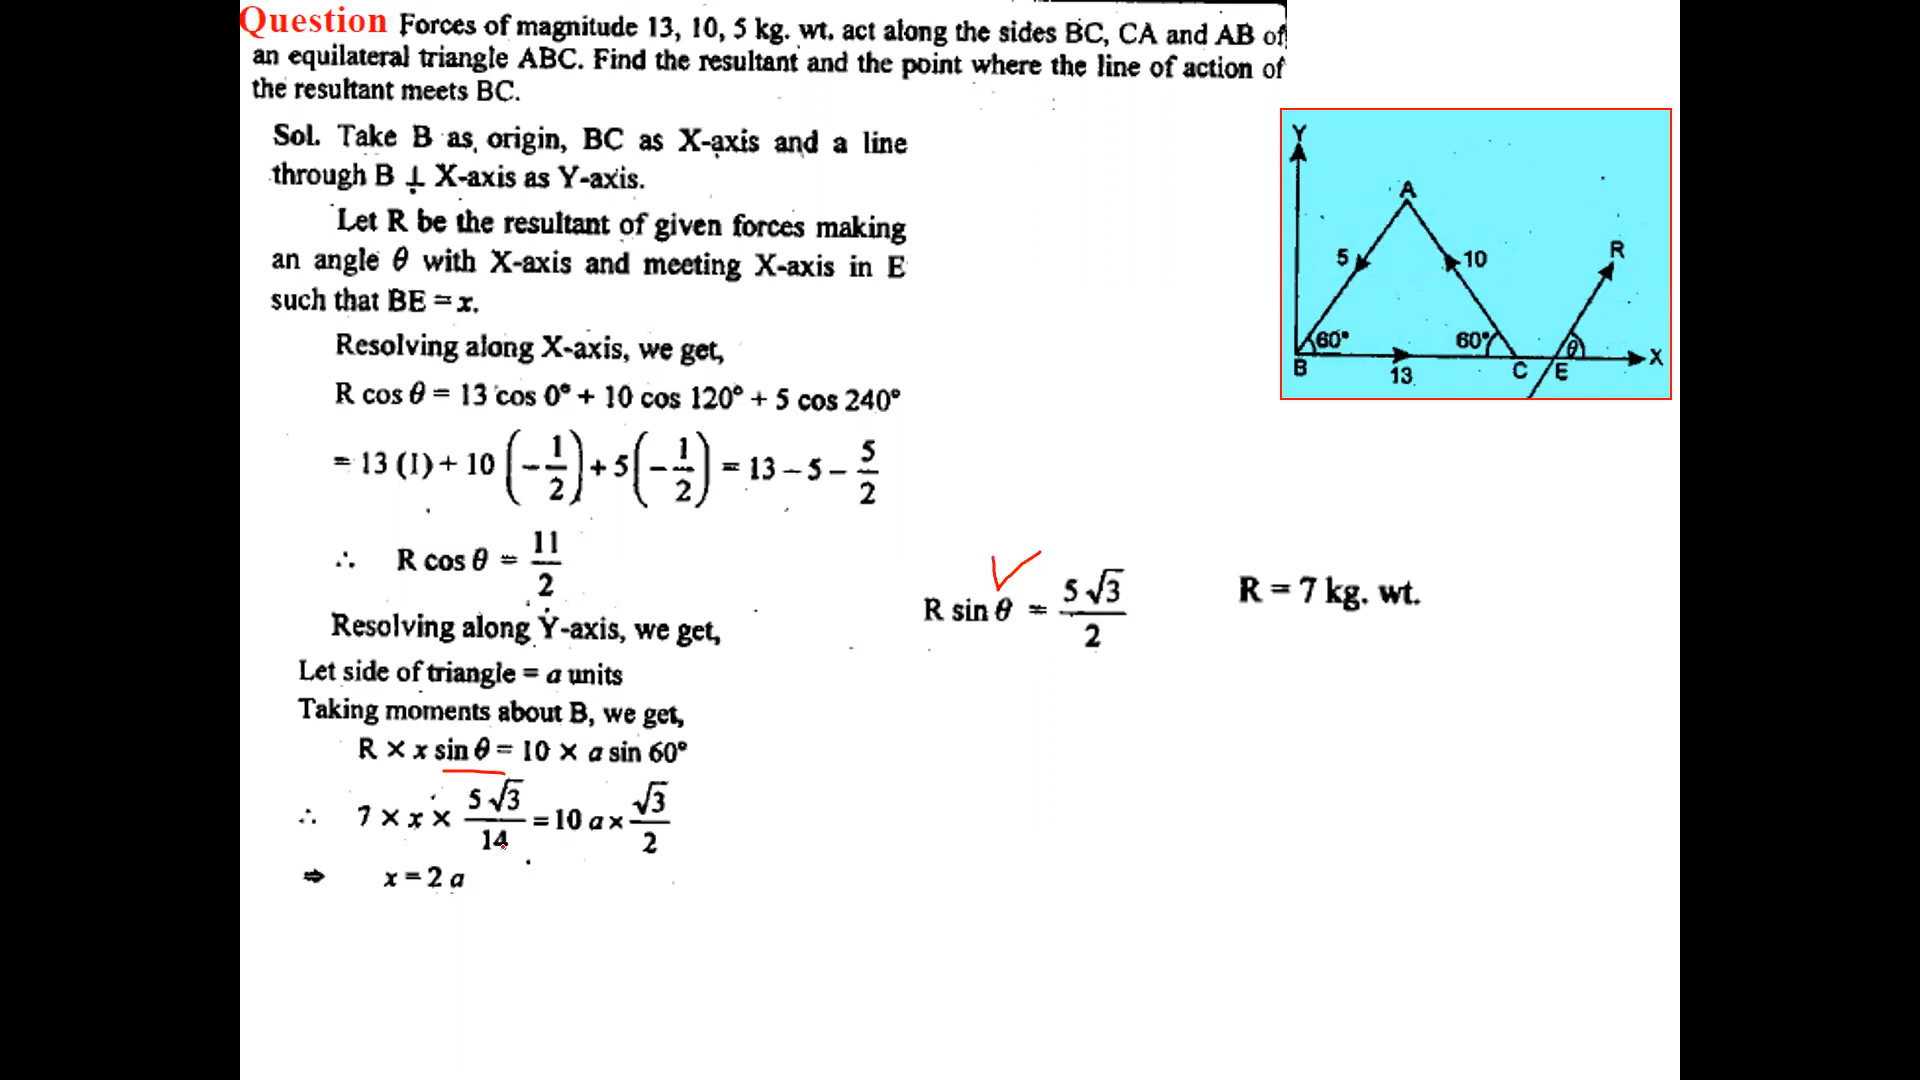 Question Forces of magnitude 13, 10, 5 kg. wt. act along the sides BC, CA and AB of
an equilateral triangle ABC. Find the resultant and the point where the line of action of
the resultant meets BC.
Sol. Take B as origin, BC as X-axis and a line
through B ⊥ X-axis as Y-axis.
Let R be the resultant of given forces making
an angle θ with X-axis and meeting X-axis in E
such that BE = x.
Resolving along X-axis, we get,
R cos θ = 13 cos 0° + 10 cos 120° + 5 cos 240°
= 13 (1) + 10 (-1/2) + 5 (-1/2) = 13 - 5 - 5/2
∴ R cos θ = 11/2
Resolving along Y-axis, we get,
R sin θ = 5√3/2
R = 7 kg. wt.
Let side of triangle = a units
Taking moments about B, we get,
R × x sin θ = 10 × a sin 60°
∴ 7 × x × 5√3/14 = 10 a × √3/2
⇒ x = 2 a
Y
A
5
10
R
60°
60°
θ
X
B
13
C
E